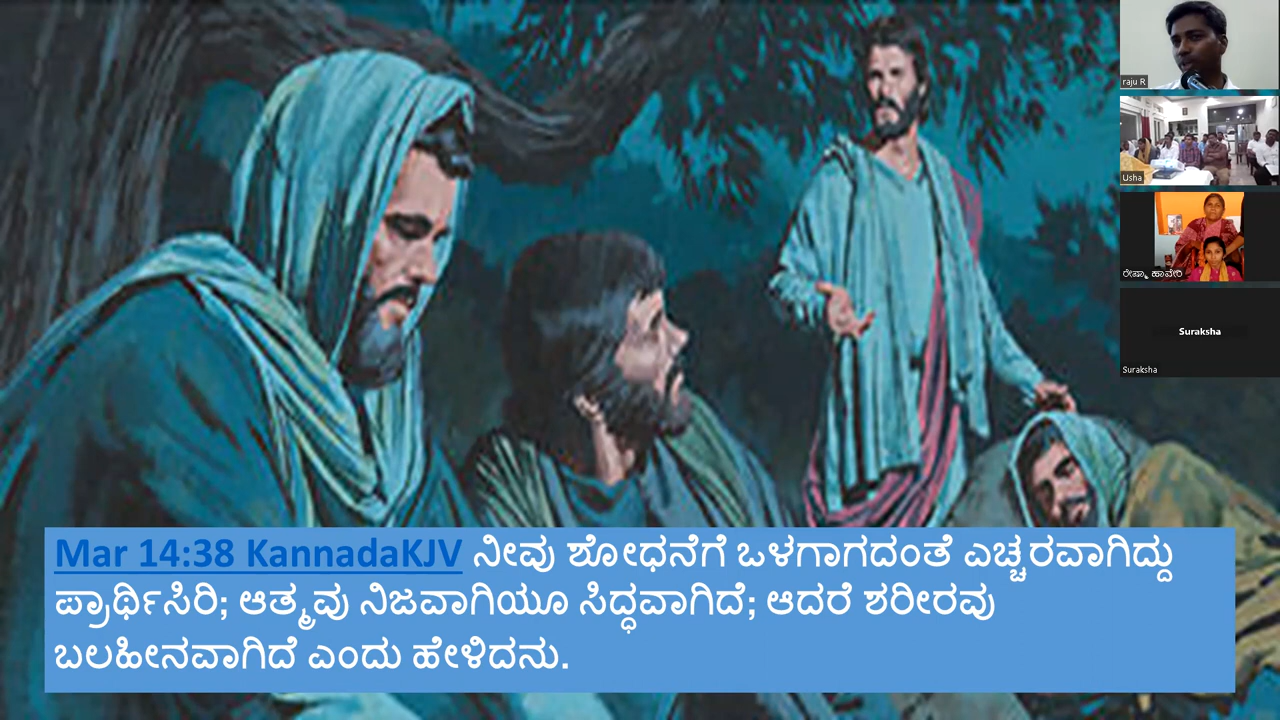 raju R
Usha
ರೇಷ್ಮಾ ಹಾವೇರಿ
Suraksha
Suraksha
Mar 14:38 KannadaKJV ನೀವು ಶೋಧನೆಗೆ ಒಳಗಾಗದಂತೆ ಎಚ್ಚರವಾಗಿದ್ದು
ಪ್ರಾರ್ಥಿಸಿರಿ; ಆತ್ಮವು ನಿಜವಾಗಿಯೂ ಸಿದ್ಧವಾಗಿದೆ; ಆದರೆ ಶರೀರವು
ಬಲಹೀನವಾಗಿದೆ ಎಂದು ಹೇಳಿದನು.